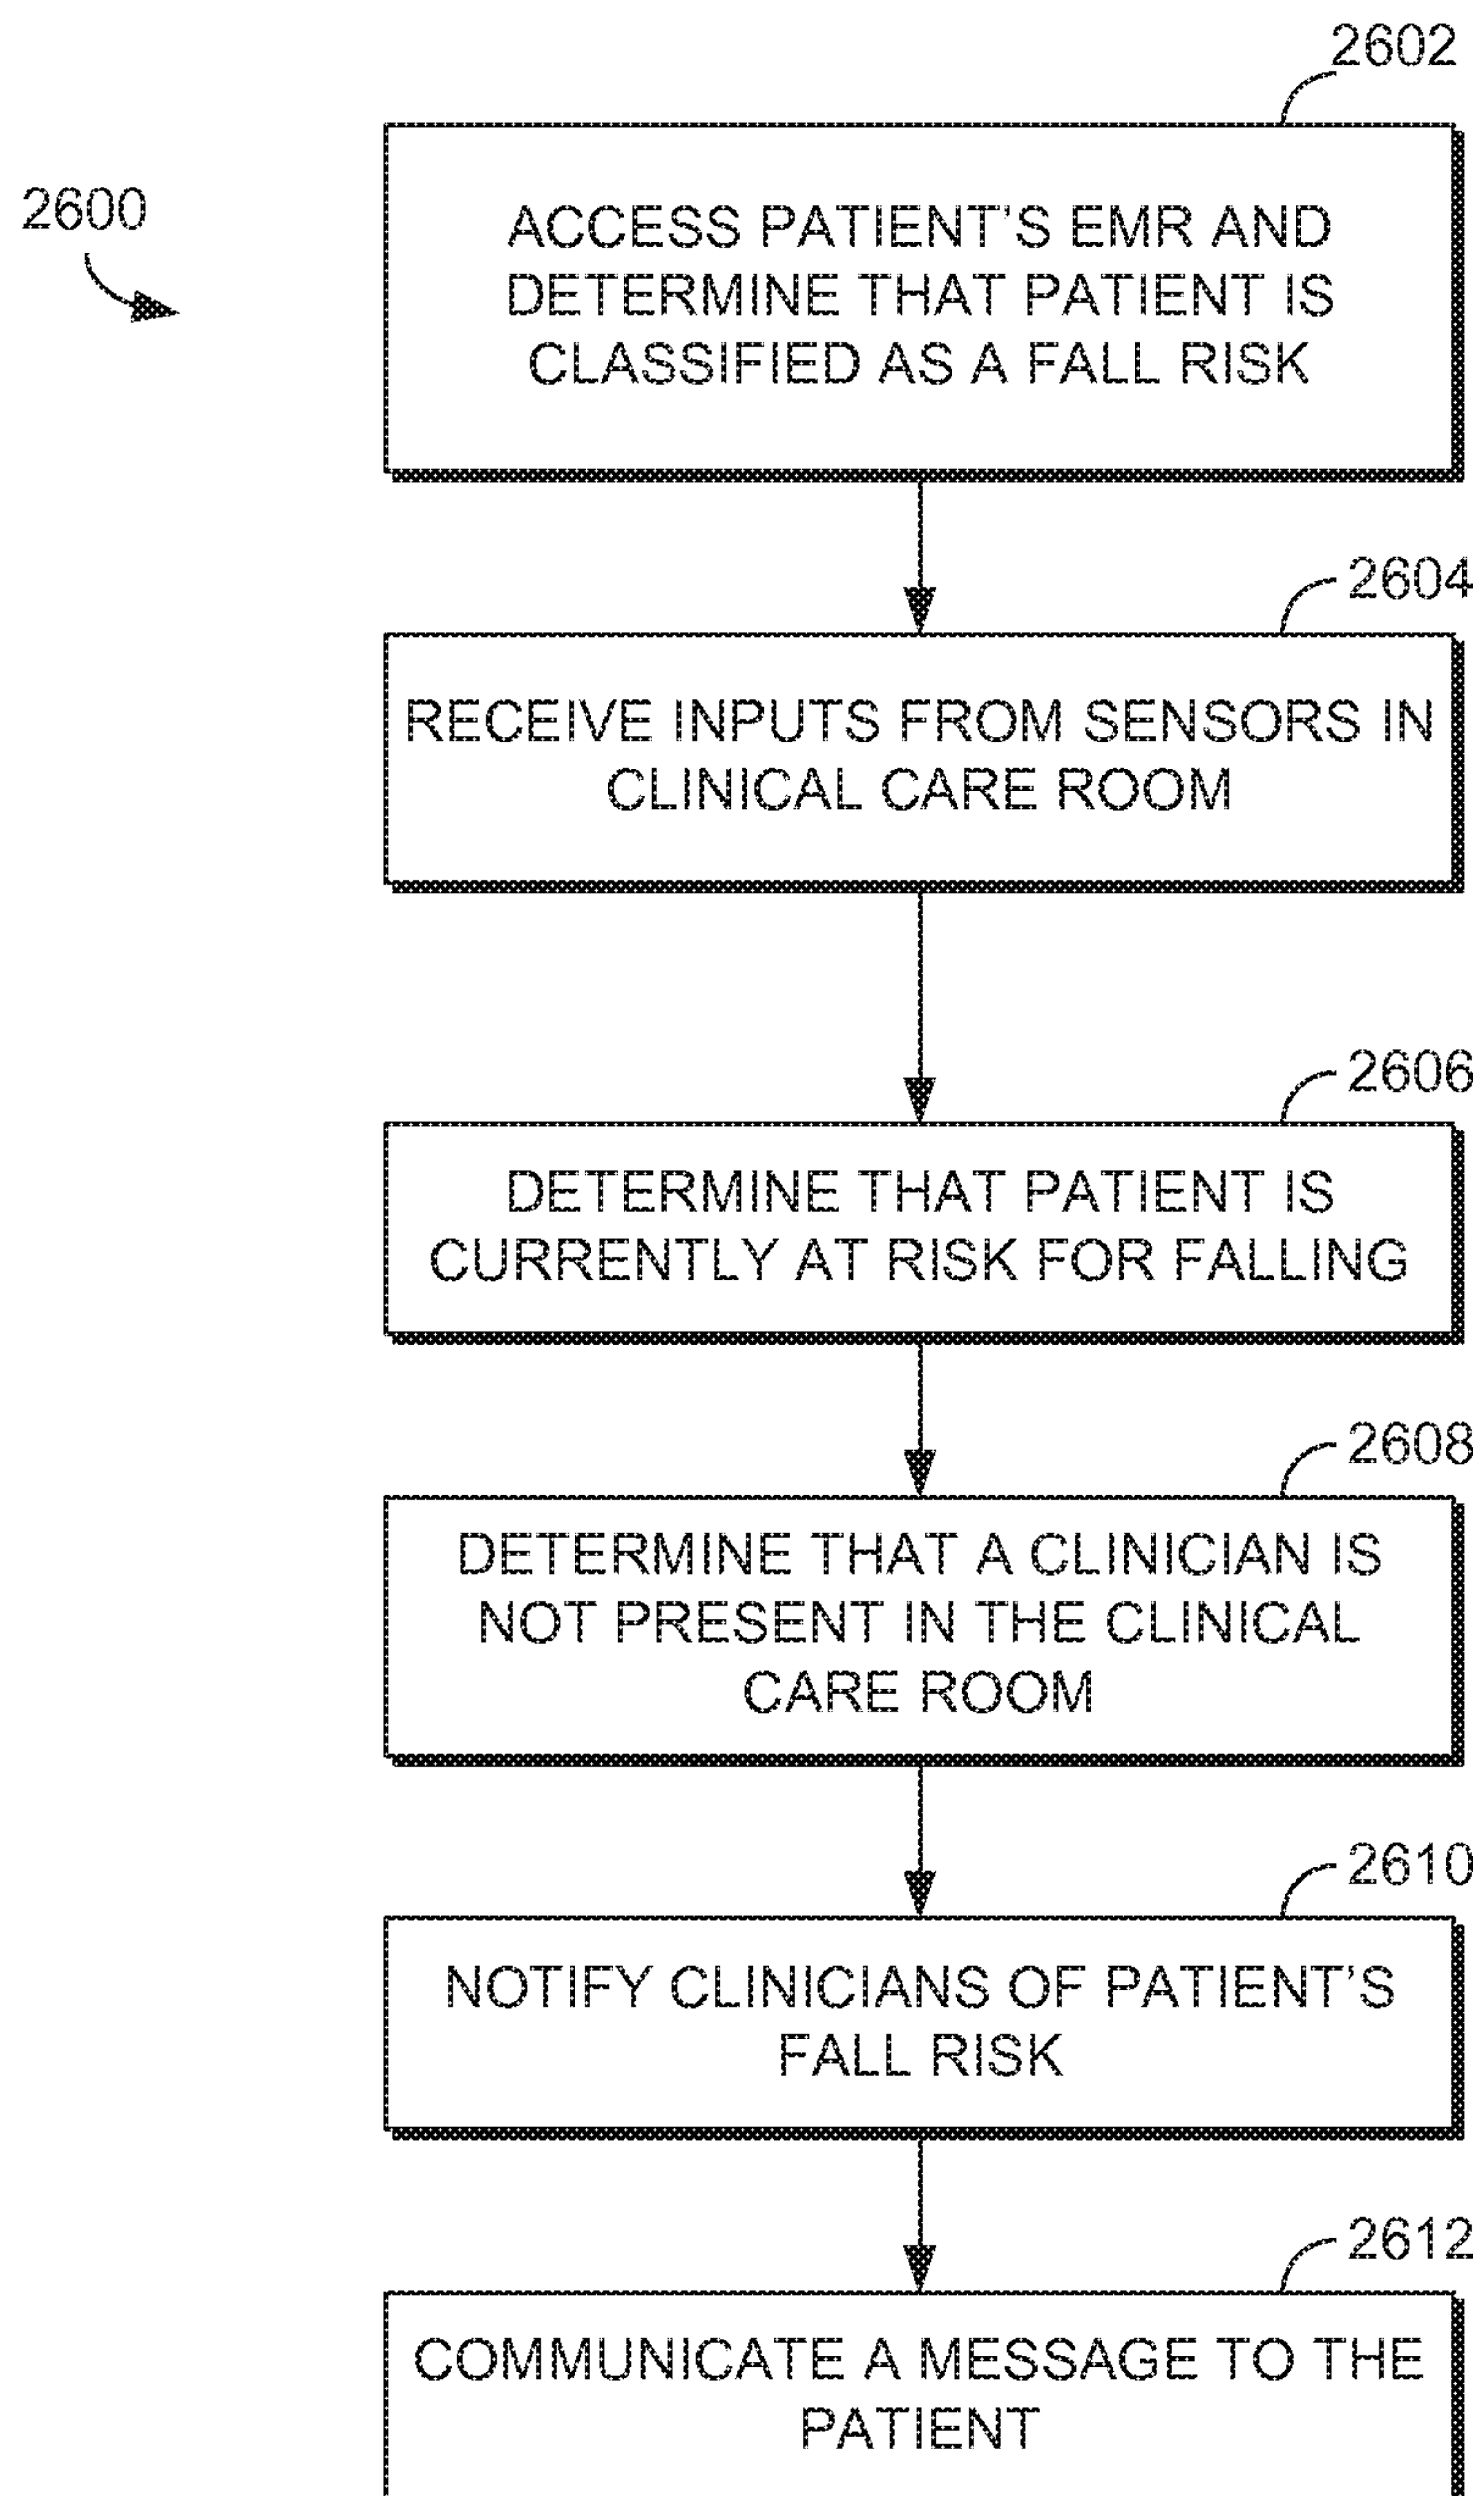 2602
2600
ACCESS PATIENT'S EMR AND
DETERMINE THAT PATIENT IS
CLASSIFIED AS A FALL RISK
2604
RECEIVE INPUTS FROM SENSORS IN
CLINICAL CARE ROOM
2606
DETERMINE THAT PATIENT IS
CURRENTLY AT RISK FOR FALLING
2608
DETERMINE THAT A CLINICIAN IS
NOT PRESENT IN THE CLINICAL
CARE ROOM
2610
NOTIFY CLINICIANS OF PATIENT'S
FALL RISK
2612
COMMUNICATE A MESSAGE TO THE
PATIENT